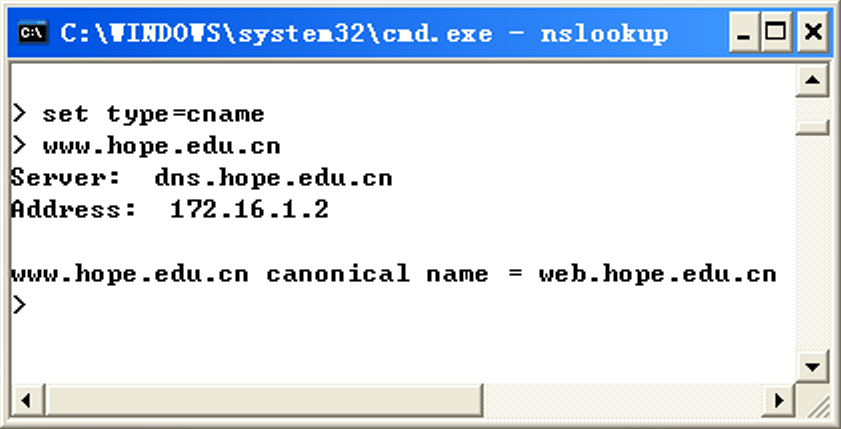 C:\WINDOWS\system32\cmd.exe - nslookup
> set type=cname
> www.hope.edu.cn
Server:  dns.hope.edu.cn
Address:  172.16.1.2
www.hope.edu.cn canonical name = web.hope.edu.cn
>